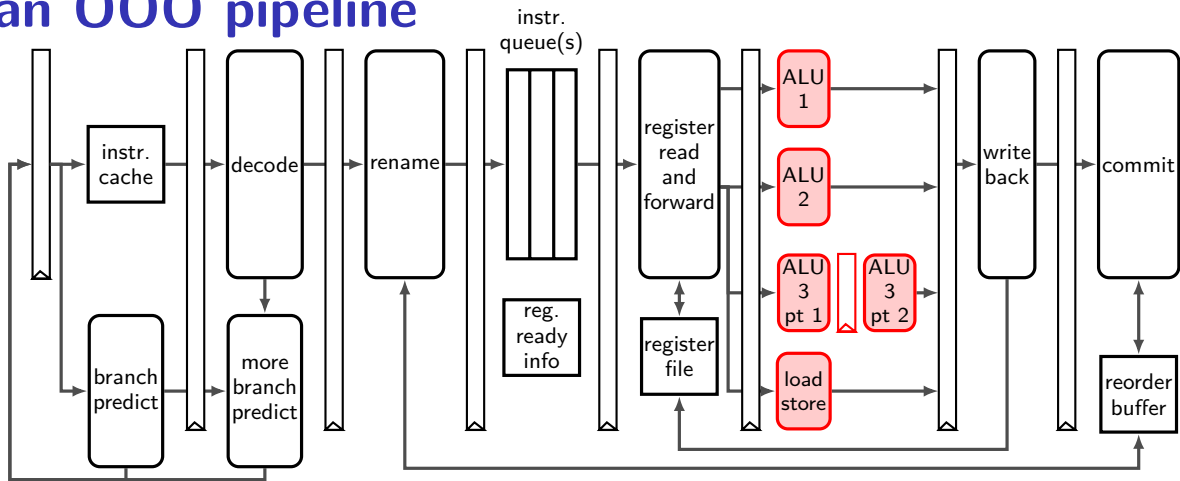 an OOO pipeline
instr.
queue(s)
instr.
cache
decode
rename
register
read
and
forward
ALU
1
ALU
2
ALU
3
pt 1
ALU
3
pt 2
load
store
write
back
commit
branch
predict
more
branch
predict
reg.
ready
info
register
file
reorder
buffer